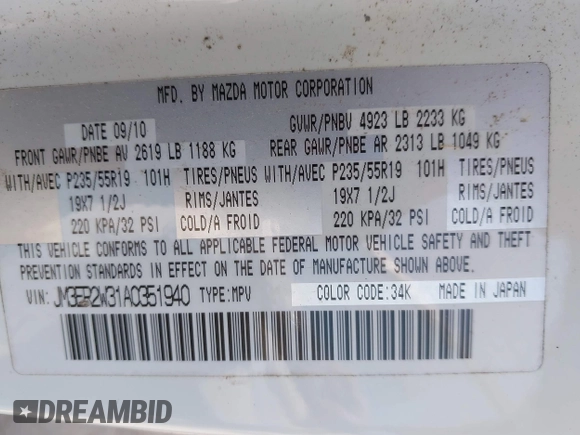 MFD. BY MAZDA MOTOR CORPORATION
DATE 09/10 GVWR/PNBV 4923 LB 2233 KG
FRONT GAWR/PNBE AV 2619 LB 1188 KG REAR GAWR/PNBE AR 2313 LB 1049 KG
WITH/AVEC P235/55R19 101H TIRES/PNEUS WITH/AVEC P235/55R19 101H TIRES/PNEUS
19X7 1/2J RIMS/JANTES 19X7 1/2J RIMS/JANTES
220 KPA/32 PSI COLD/A FROID 220 KPA/32 PSI COLD/A FROID
THIS VEHICLE CONFORMS TO ALL APPLICABLE FEDERAL MOTOR VEHICLE SAFETY AND THEFT
PREVENTION STANDARDS IN EFFECT ON THE DATE OF MANUFACTURE SHOWN ABOVE.
VIN: JM3ER2W31A0351940 TYPE:MPV COLOR CODE:34K MADE IN JAPAN
DREAMBID